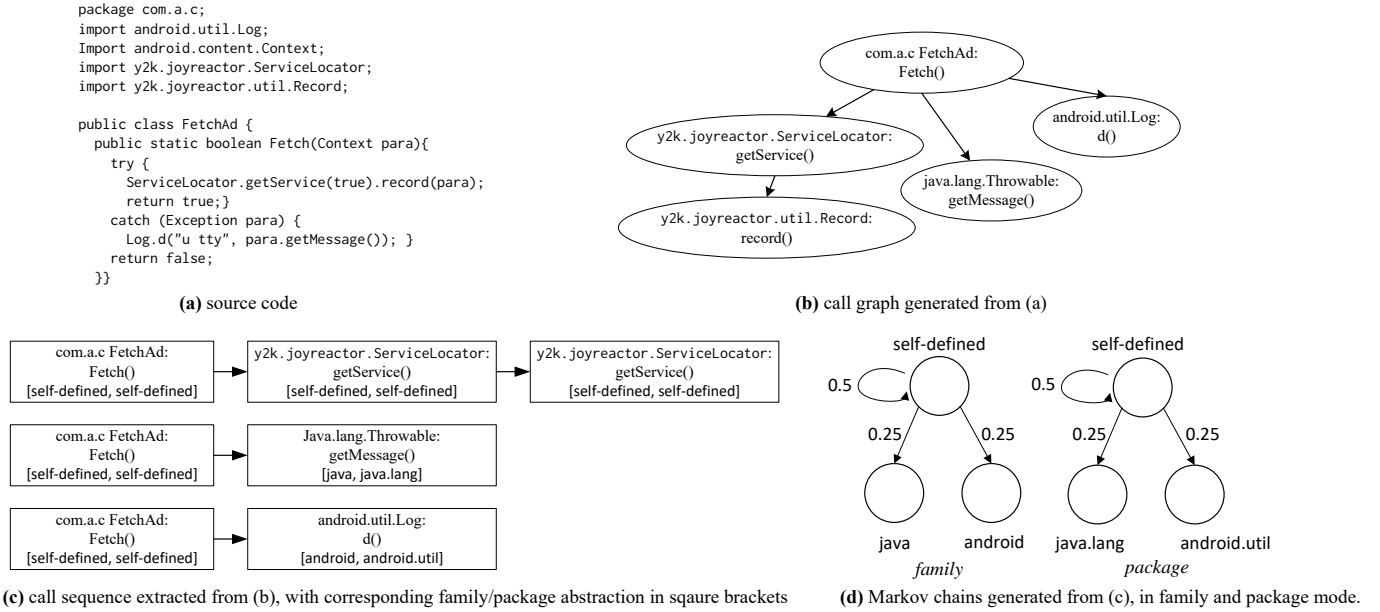 package com.a.c;
import android.util.Log;
Import android.content.Context;
import y2k.joyreactor.ServiceLocator;
import y2k.joyreactor.util.Record;
public class FetchAd {
public static boolean Fetch(Context para){
try {
ServiceLocator.getService(true).record(para);
return true;}
catch (Exception para) {
Log.d("u tty", para.getMessage()); }
return false;
}}
(a) source code
com.a.c FetchAd:
Fetch()
android.util.Log:
d()
y2k.joyreactor.ServiceLocator:
getService()
java.lang.Throwable:
getMessage()
y2k.joyreactor.util.Record:
record()
(b) call graph generated from (a)
com.a.c FetchAd:
Fetch()
[self-defined, self-defined]
y2k.joyreactor.ServiceLocator:
getService()
[self-defined, self-defined]
y2k.joyreactor.ServiceLocator:
getService()
[self-defined, self-defined]
com.a.c FetchAd:
Fetch()
[self-defined, self-defined]
Java.lang.Throwable:
getMessage()
[java, java.lang]
com.a.c FetchAd:
Fetch()
[self-defined, self-defined]
android.util.Log:
d()
[android, android.util]
(c) call sequence extracted from (b), with corresponding family/package abstraction in sqaure brackets
self-defined
0.5
0.25
0.25
java
android
family
self-defined
0.5
0.25
0.25
java.lang
android.util
package
(d) Markov chains generated from (c), in family and package mode.